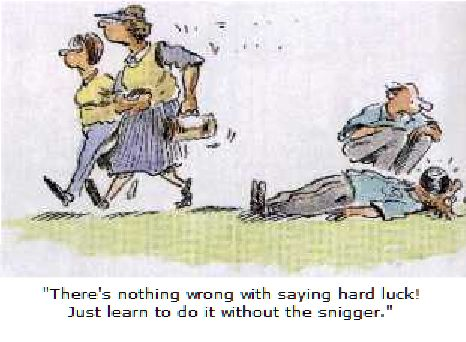 "There's nothing wrong with saying hard luck!
Just learn to do it without the snigger."